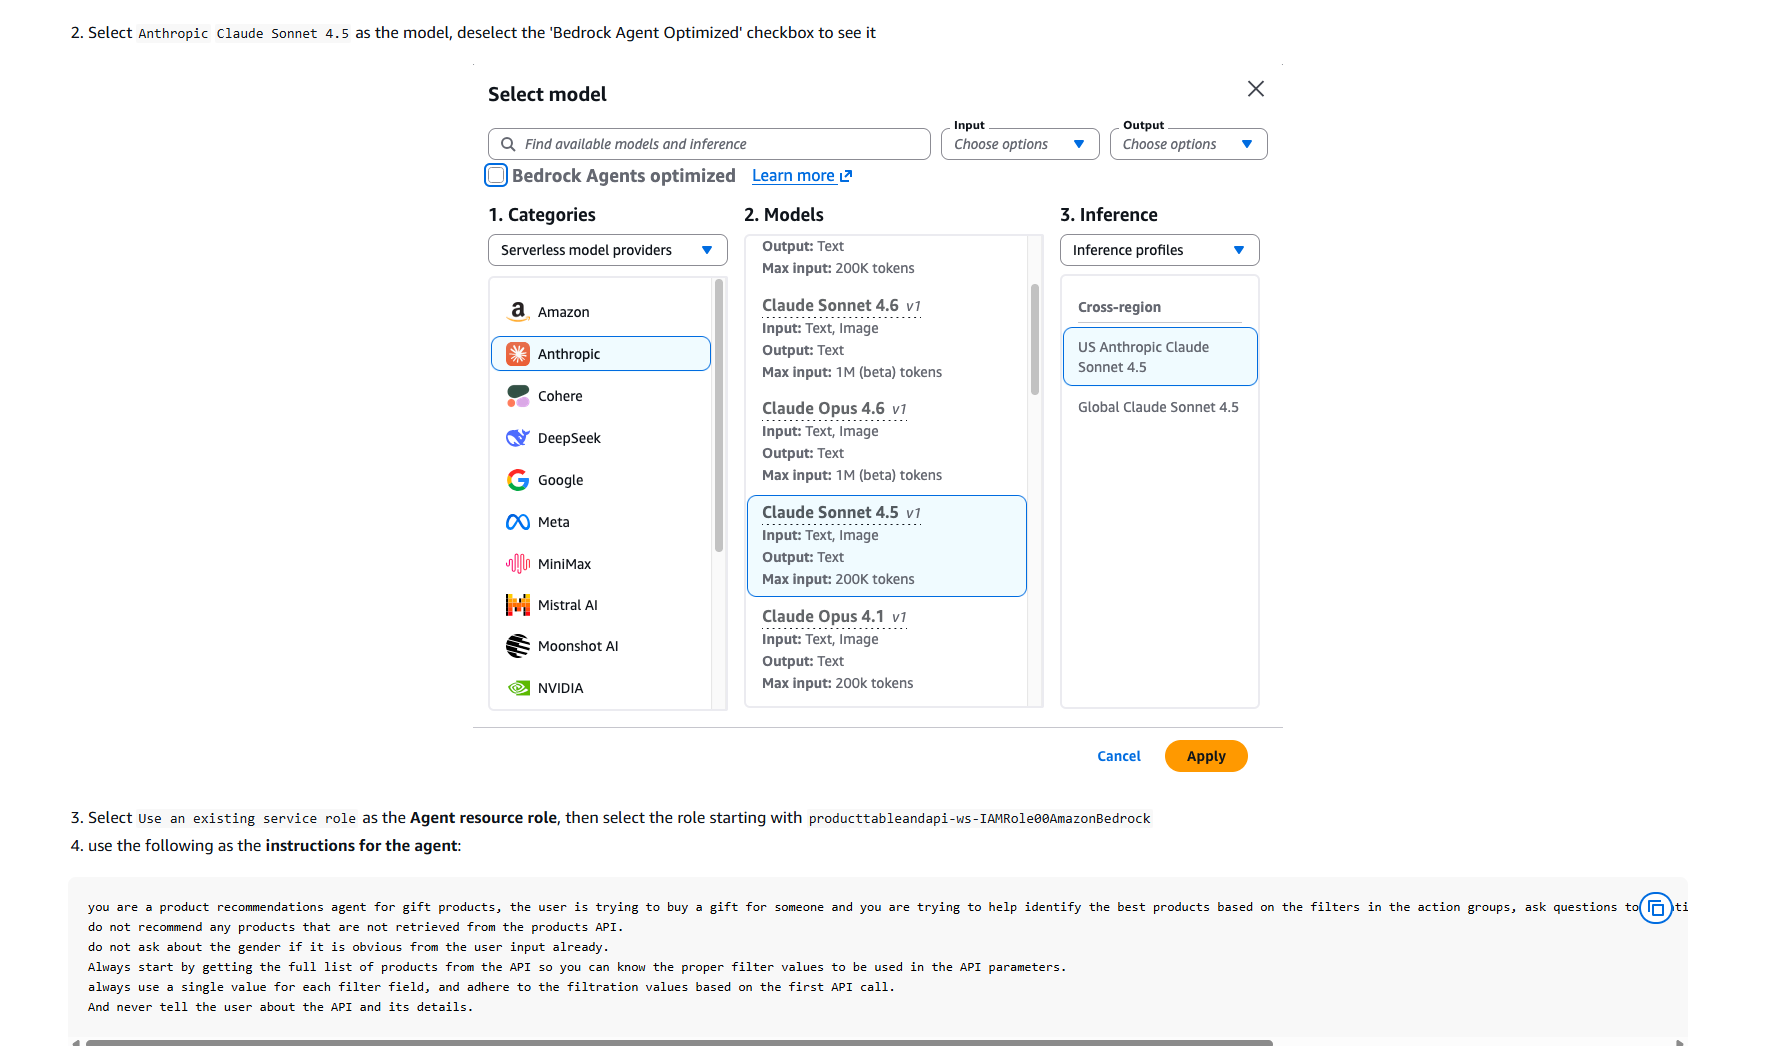 2. Select Anthropic Claude Sonnet 4.5 as the model, deselect the 'Bedrock Agent Optimized' checkbox to see it
Select model
Find available models and inference
Input
Choose options
Output
Choose options
Bedrock Agents optimized Learn more
1. Categories
Serverless model providers
Amazon
Anthropic
Cohere
DeepSeek
Google
Meta
MiniMax
Mistral AI
Moonshot AI
NVIDIA
2. Models
Output: Text
Max input: 200K tokens
Claude Sonnet 4.6 v1
Input: Text, Image
Output: Text
Max input: 1M (beta) tokens
Claude Opus 4.6 v1
Input: Text, Image
Output: Text
Max input: 1M (beta) tokens
Claude Sonnet 4.5 v1
Input: Text, Image
Output: Text
Max input: 200K tokens
Claude Opus 4.1 v1
Input: Text, Image
Output: Text
Max input: 200k tokens
3. Inference
Inference profiles
Cross-region
US Anthropic Claude
Sonnet 4.5
Global Claude Sonnet 4.5
Cancel
Apply
3. Select Use an existing service role as the Agent resource role, then select the role starting with producttableandapi-ws-IAMRole00AmazonBedrock
4. use the following as the instructions for the agent:
you are a product recommendations agent for gift products, the user is trying to buy a gift for someone and you are trying to help identify the best products based on the filters in the action groups, ask questions to
do not recommend any products that are not retrieved from the products API.
do not ask about the gender if it is obvious from the user input already.
Always start by getting the full list of products from the API so you can know the proper filter values to be used in the API parameters.
always use a single value for each filter field, and adhere to the filtration values based on the first API call.
And never tell the user about the API and its details.